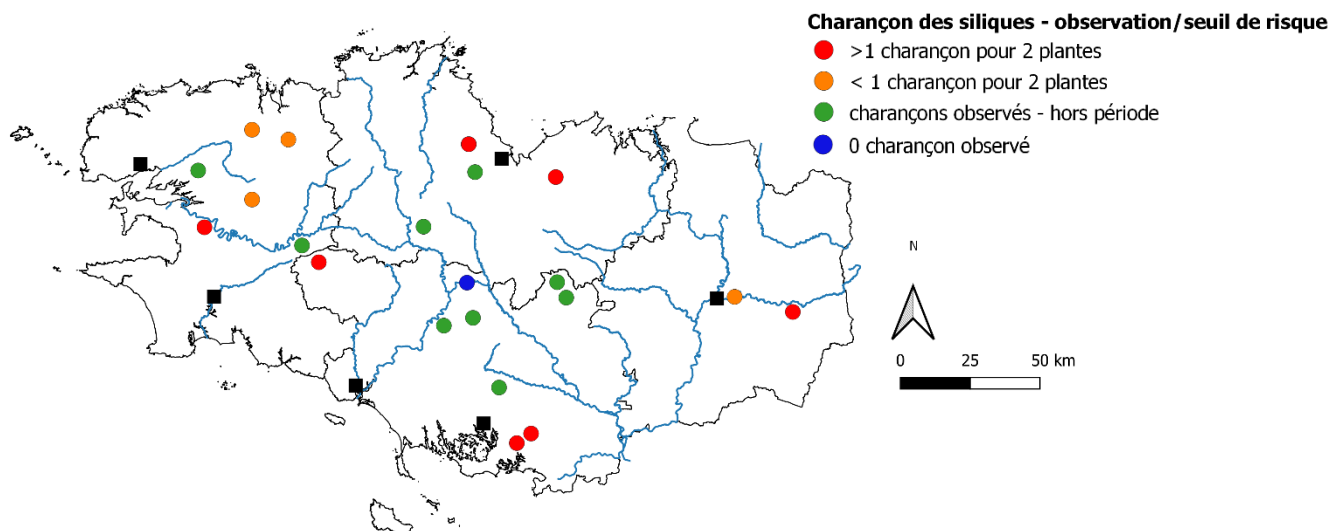 Charançon des siliques - observation/seuil de risque
>1 charançon pour 2 plantes
< 1 charançon pour 2 plantes
charançons observés - hors période
0 charançon observé
N
0 25 50 km